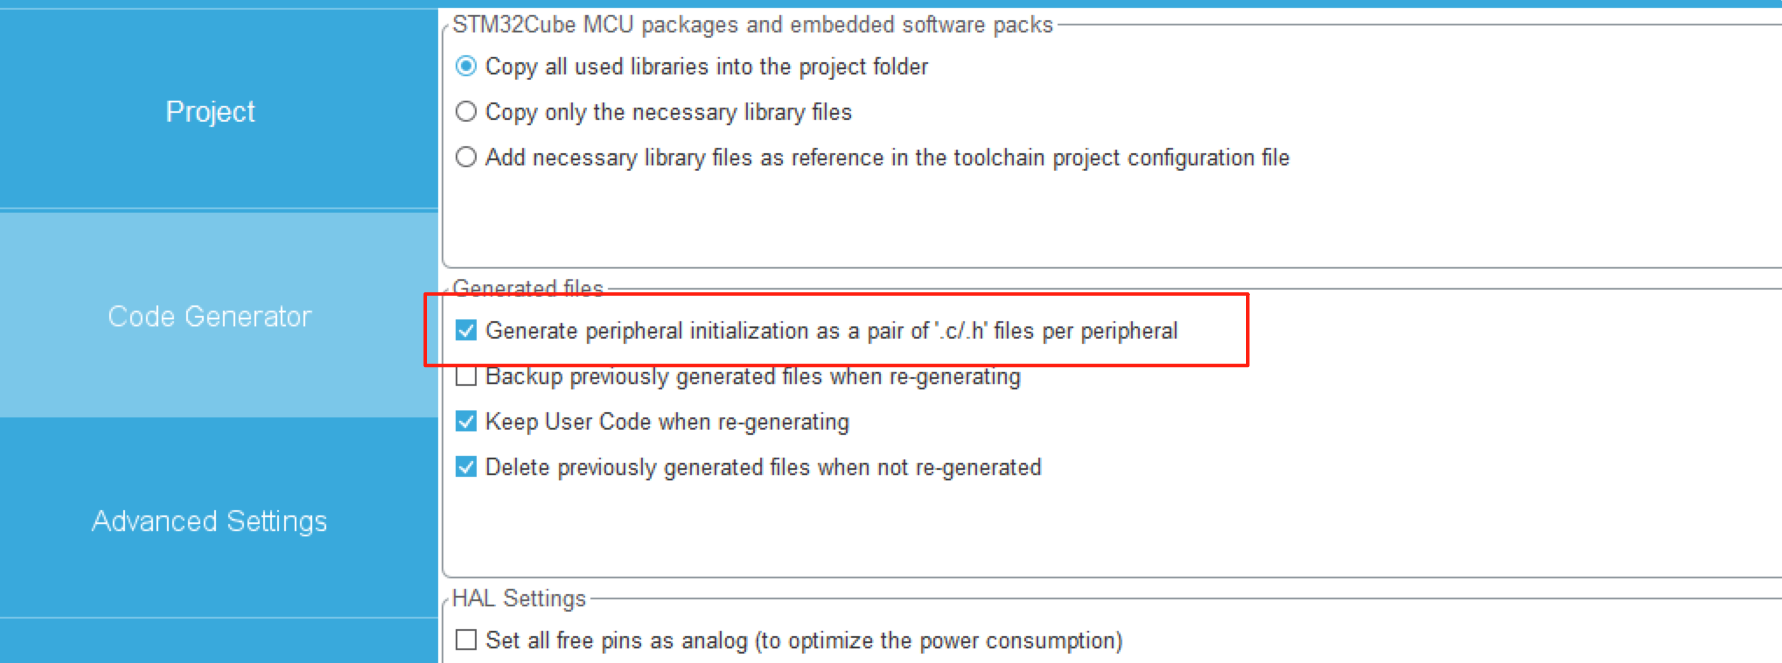 Project
Code Generator
Advanced Settings
STM32Cube MCU packages and embedded software packs
Copy all used libraries into the project folder
Copy only the necessary library files
Add necessary library files as reference in the toolchain project configuration file
Generated files
Generate peripheral initialization as a pair of '.c/.h' files per peripheral
Backup previously generated files when re-generating
Keep User Code when re-generating
Delete previously generated files when not re-generated
HAL Settings
Set all free pins as analog (to optimize the power consumption)